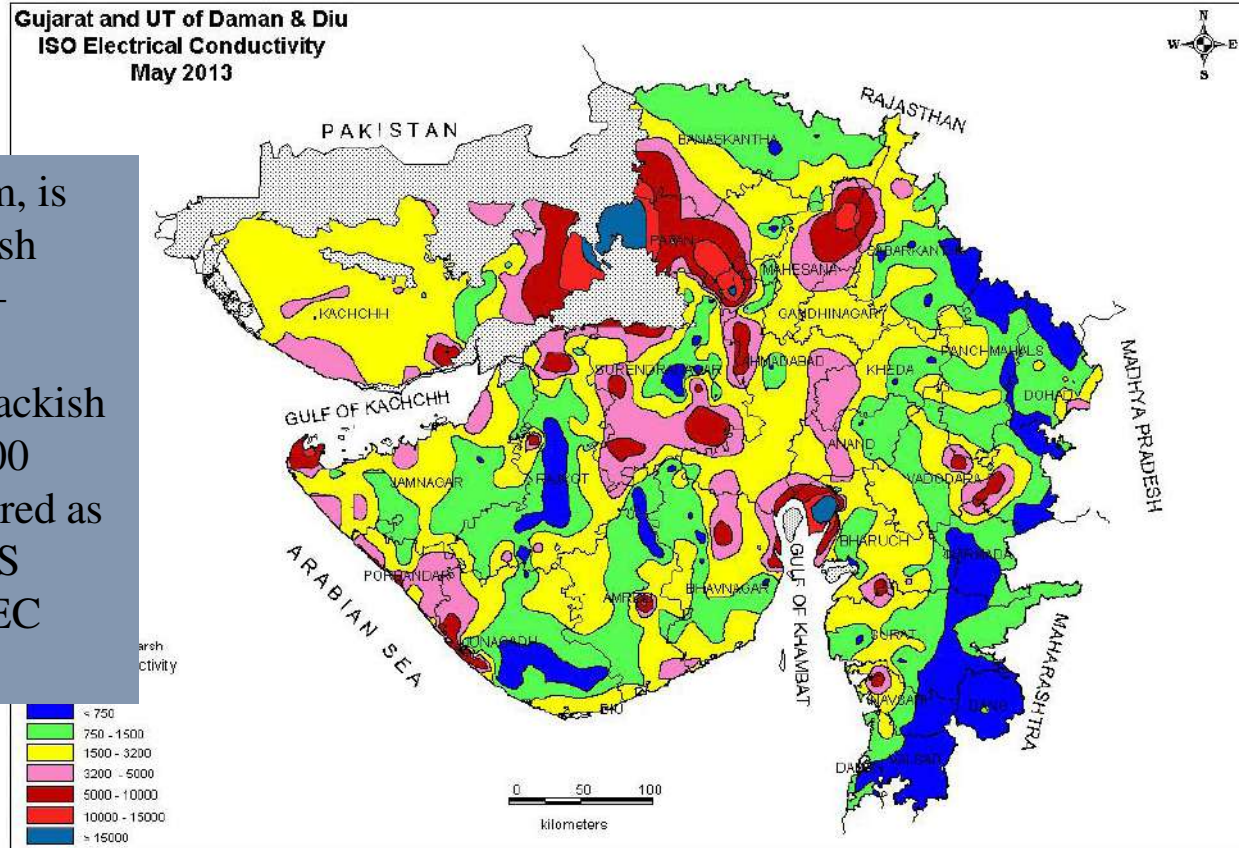 Gujarat and UT of Daman & Diu
ISO Electrical Conductivity
May 2013
N
W E
S
RAJASTHAN
PAKISTAN
BANASKANTHA
PATAN
MAHESANA
SABARKANTHA
GANDHINAGAR
KACHCHH
SURENDRANAGAR
AHMADABAD
KHEDA
PANCHMAHALS
DOHAD
MADHYA PRADESH
GULF OF KACHCHH
ANAND
JAMNAGAR
RAJKOT
VADODARA
BHARUCH
NARMADA
ARABIAN SEA
PORBANDAR
AMRELI
BHAVNAGAR
GULF OF KHAMBAT
SURAT
JUNAGADH
MAHARASHTRA
DIU
NAVSARI
DANG
VALSAD
DAMAN
is
sh
ackish
00
red as
S
EC
arsh
ctivity
< 750
750 - 1500
1500 - 3200
3200 - 5000
5000 - 10000
10000 - 15000
> 15000
0 50 100
kilometers